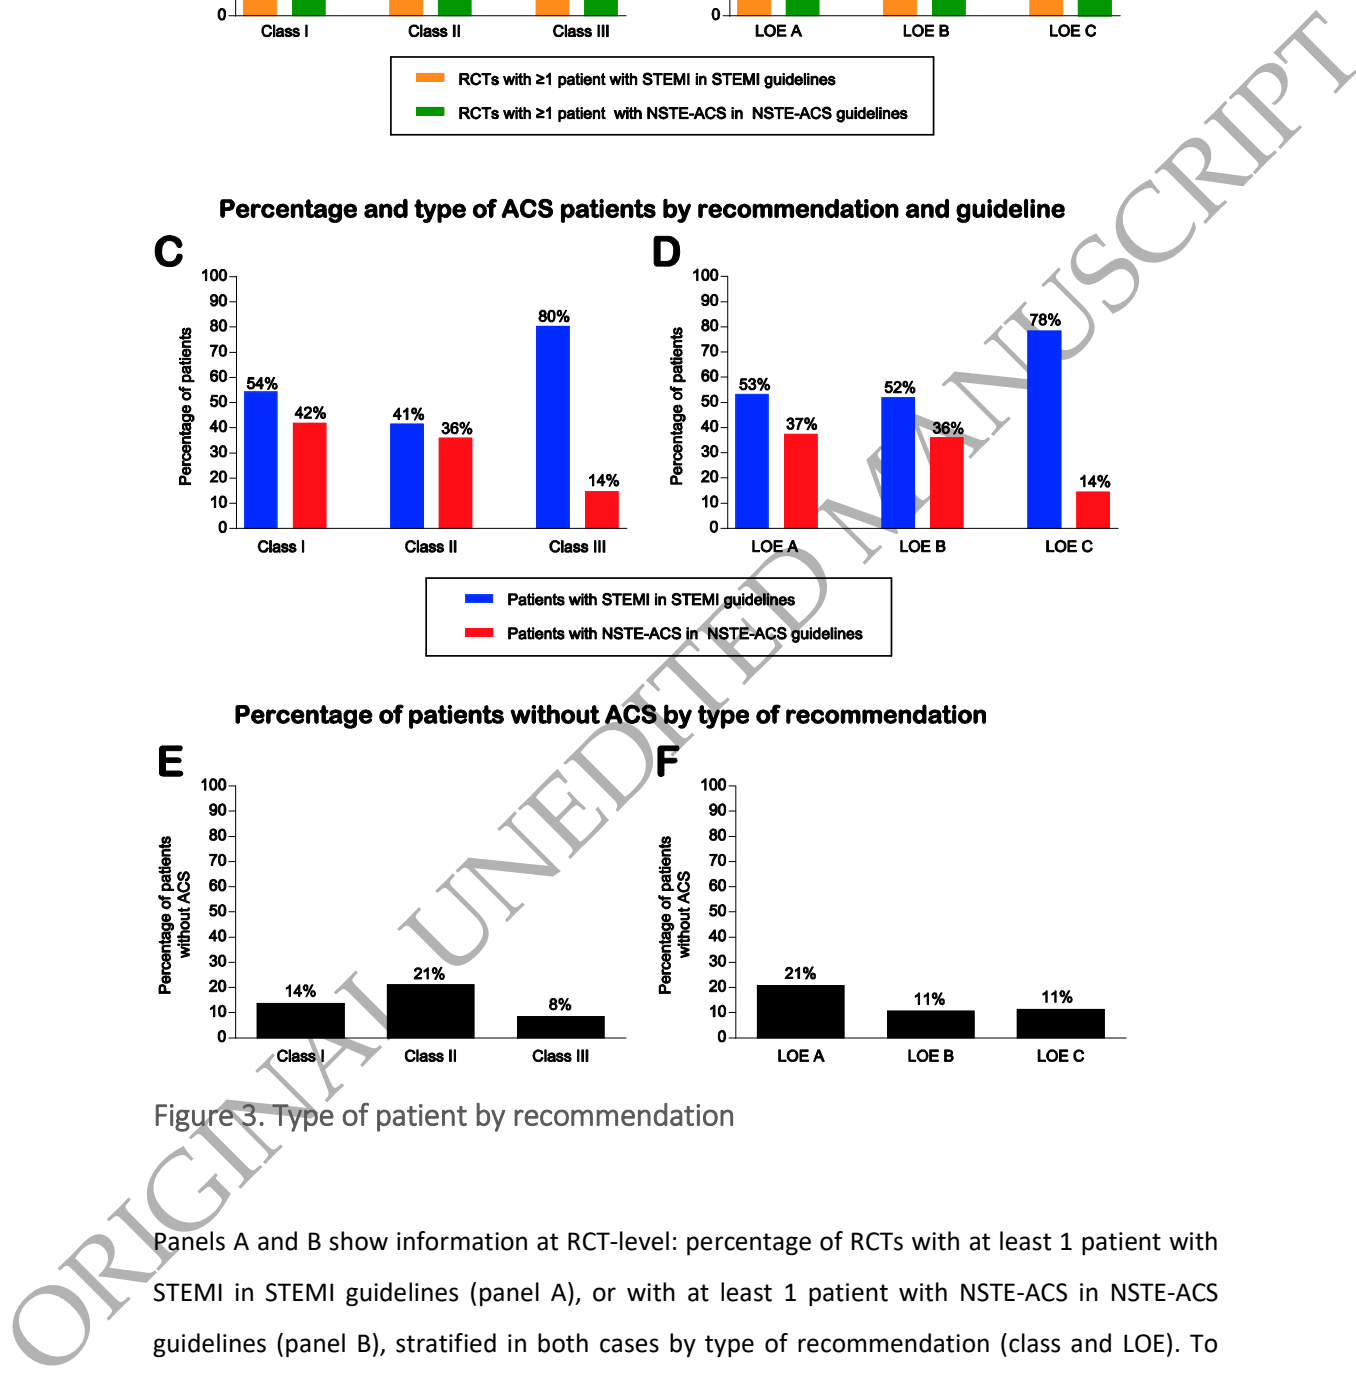 0 0
Class I Class II Class III LOE A LOE B LOE C
RCTs with ≥1 patient with STEMI in STEMI guidelines
RCTs with ≥1 patient with NSTE-ACS in NSTE-ACS guidelines
Percentage and type of ACS patients by recommendation and guideline
C
Percentage of patients
100
90
80
70
60
50
40
30
20
10
0
54% 42% 41% 36% 80% 14%
Class I Class II Class III
D
Percentage of patients
100
90
80
70
60
50
40
30
20
10
0
53% 37% 52% 36% 78% 14%
LOE A LOE B LOE C
Patients with STEMI in STEMI guidelines
Patients with NSTE-ACS in NSTE-ACS guidelines
Percentage of patients without ACS by type of recommendation
E
Percentage of patients
without ACS
100
90
80
70
60
50
40
30
20
10
0
14% 21% 8%
Class I Class II Class III
F
Percentage of patients
without ACS
100
90
80
70
60
50
40
30
20
10
0
21% 11% 11%
LOE A LOE B LOE C
Figure 3. Type of patient by recommendation
Panels A and B show information at RCT-level: percentage of RCTs with at least 1 patient with
STEMI in STEMI guidelines (panel A), or with at least 1 patient with NSTE-ACS in NSTE-ACS
guidelines (panel B), stratified in both cases by type of recommendation (class and LOE). To
ORIGINAL UNEDITED MANUSCRIPT